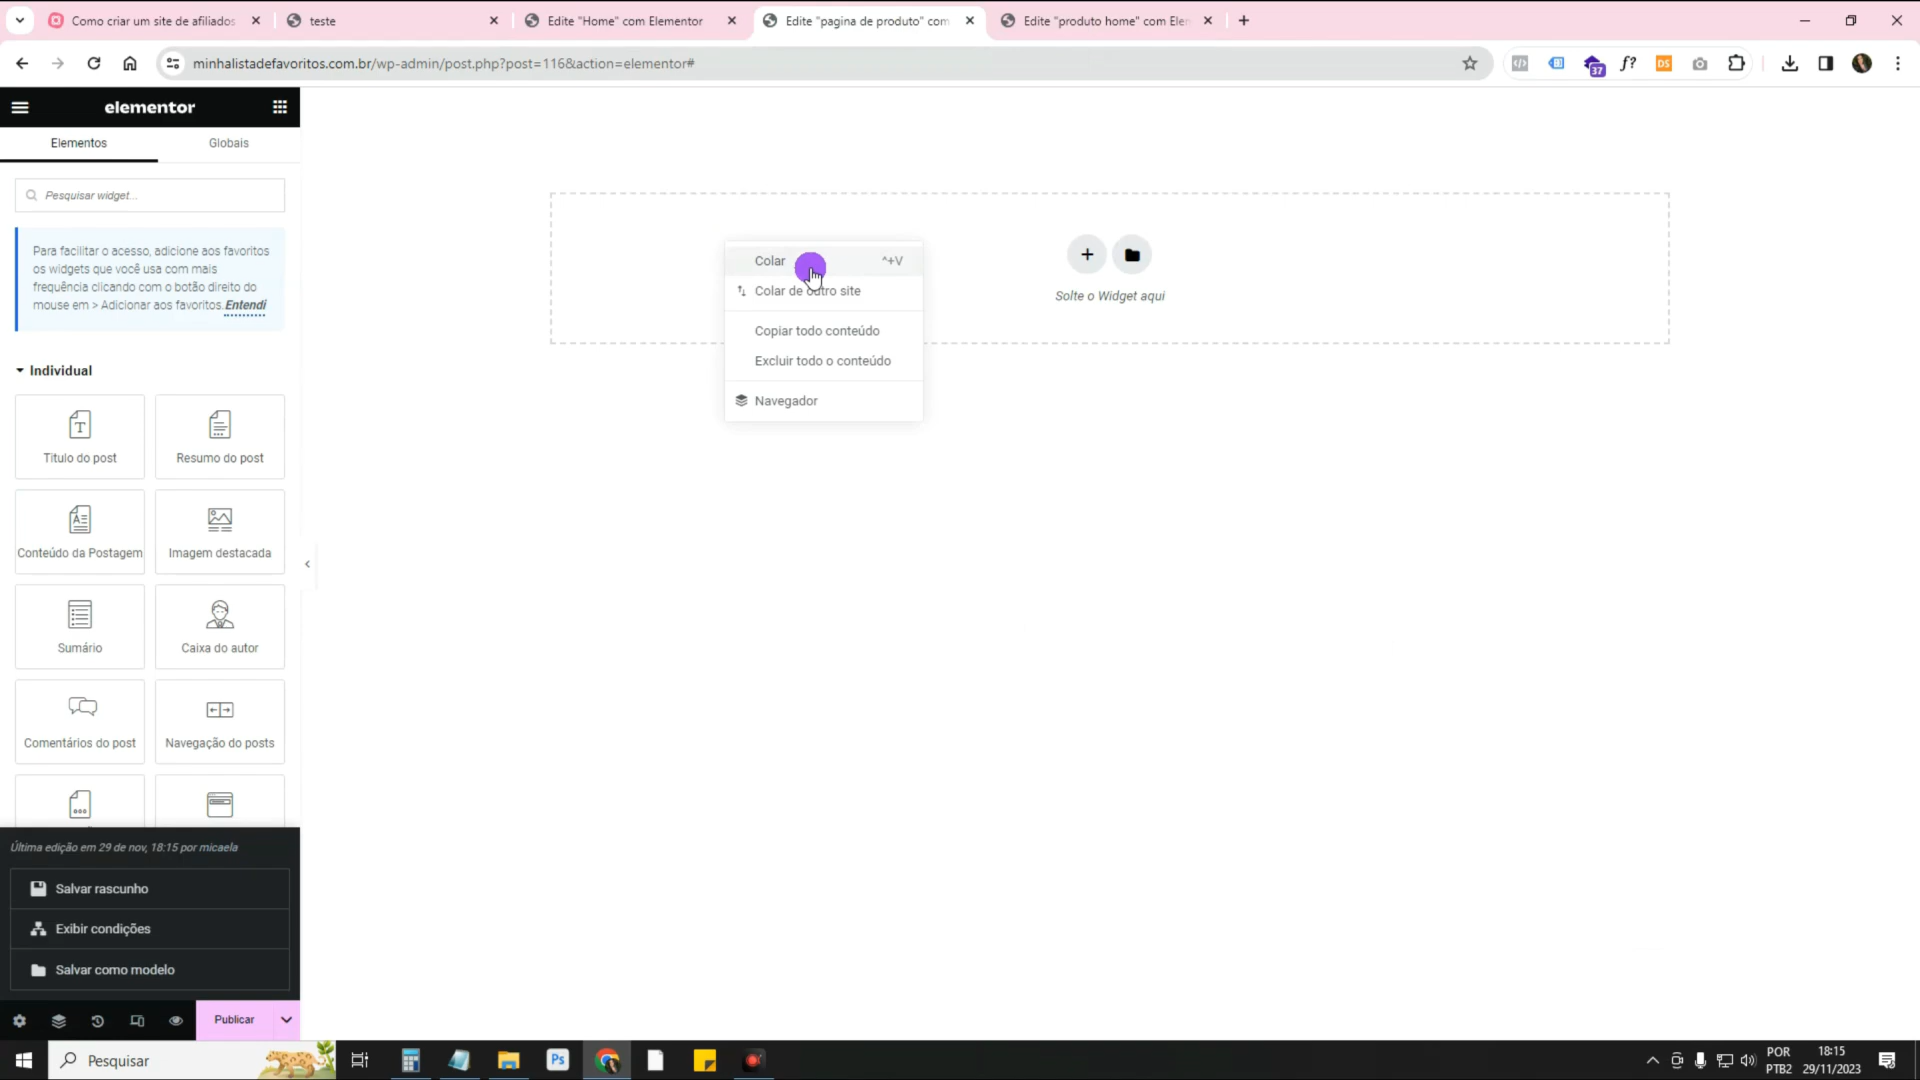 Como criar um site de afiliados
teste
Edite "Home" com Elementor
Edite "pagina de produto" com
Edite "produto home" com Elen
minhalistadefavoritos.com.br/wp-admin/post.php?post=116&action=elementor#
37
f?
DS
elementor
Elementos
Globais
Pesquisar widget...
Para facilitar o acesso, adicione aos favoritos
os widgets que você usa com mais
frequência clicando com o botão direito do
mouse em > Adicionar aos favoritos. Entendi
Individual
Titulo do post
Resumo do post
Conteúdo da Postagem
Imagem destacada
Sumário
Caixa do autor
Comentários do post
Navegação do posts
Colar
^+V
Colar de outro site
Copiar todo conteúdo
Excluir todo o conteúdo
Navegador
Solte o Widget aqui
Última edição em 29 de nov, 18:15 por micaela
Salvar rascunho
Exibir condições
Salvar como modelo
Publicar
Pesquisar
Ps
POR
PTB2
18:15
29/11/2023